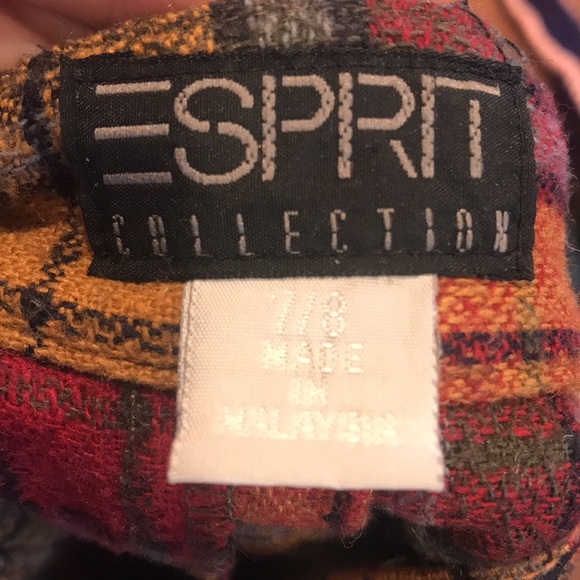 ESPRIT
COLLECTION
7/8
MADE
IN
MALAYSIA